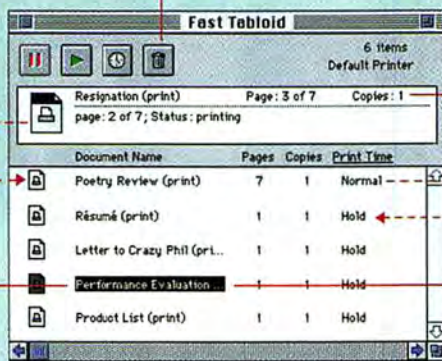 Fast Tabloid
6 items
Default Printer
Resignation (print) Page: 3 of 7 Copies: 1
page: 2 of 7; Status: printing
Document Name Pages Copies Print Time
Poetry Review (print) 7 1 Normal
Résumé (print) 1 1 Hold
Letter to Crazy Phil (pri... 1 1 Hold
Performance Evaluation ... 1 1 Hold
Product List (print) 1 1 Hold